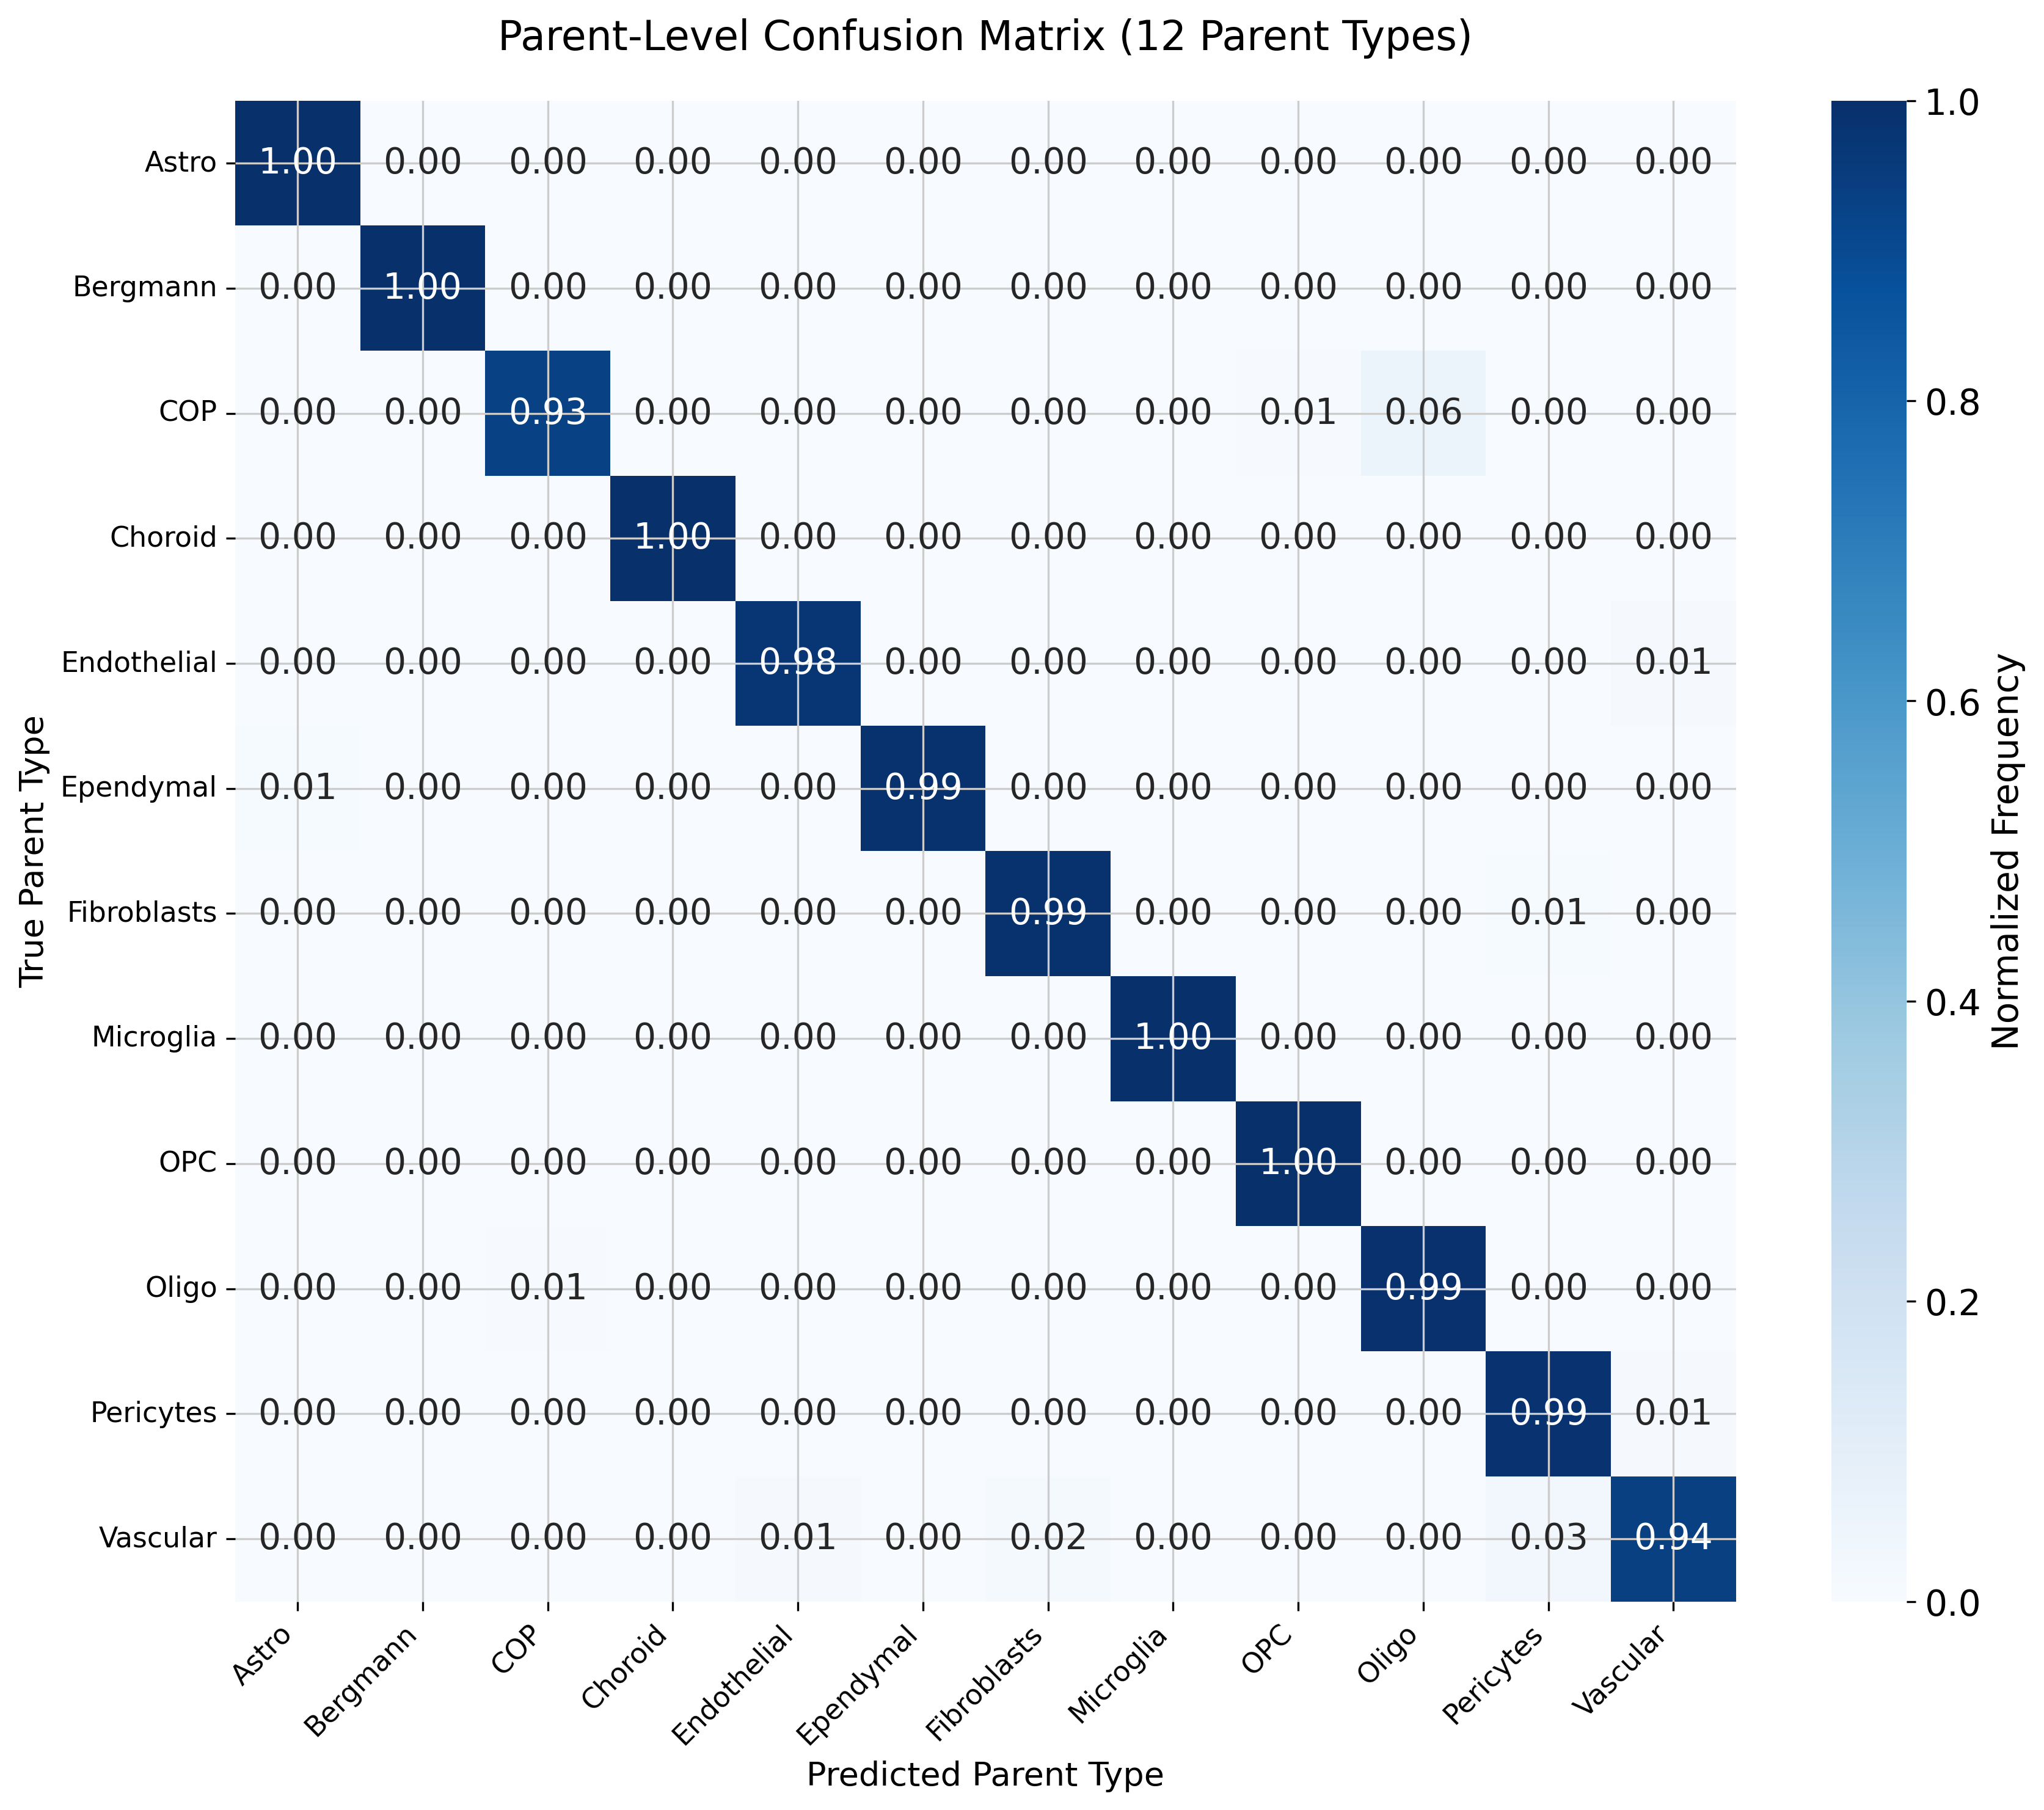 Parent-Level Confusion Matrix (12 Parent Types)
Astro 1.00 0.00 0.00 0.00 0.00 0.00 0.00 0.00 0.00 0.00 0.00 0.00
Bergmann 0.00 1.00 0.00 0.00 0.00 0.00 0.00 0.00 0.00 0.00 0.00 0.00
COP 0.00 0.00 0.93 0.00 0.00 0.00 0.00 0.00 0.01 0.06 0.00 0.00
Choroid 0.00 0.00 0.00 1.00 0.00 0.00 0.00 0.00 0.00 0.00 0.00 0.00
Endothelial 0.00 0.00 0.00 0.00 0.98 0.00 0.00 0.00 0.00 0.00 0.00 0.01
Ependymal 0.01 0.00 0.00 0.00 0.00 0.99 0.00 0.00 0.00 0.00 0.00 0.00
Fibroblasts 0.00 0.00 0.00 0.00 0.00 0.00 0.99 0.00 0.00 0.00 0.01 0.00
Microglia 0.00 0.00 0.00 0.00 0.00 0.00 0.00 1.00 0.00 0.00 0.00 0.00
OPC 0.00 0.00 0.00 0.00 0.00 0.00 0.00 0.00 1.00 0.00 0.00 0.00
Oligo 0.00 0.00 0.01 0.00 0.00 0.00 0.00 0.00 0.00 0.99 0.00 0.00
Pericytes 0.00 0.00 0.00 0.00 0.00 0.00 0.00 0.00 0.00 0.00 0.99 0.01
Vascular 0.00 0.00 0.00 0.00 0.01 0.00 0.02 0.00 0.00 0.00 0.03 0.94
Astro Bergmann COP Choroid Endothelial Ependymal Fibroblasts Microglia OPC Oligo Pericytes Vascular
Predicted Parent Type
True Parent Type
1.0
0.8
0.6
0.4
0.2
0.0
Normalized Frequency